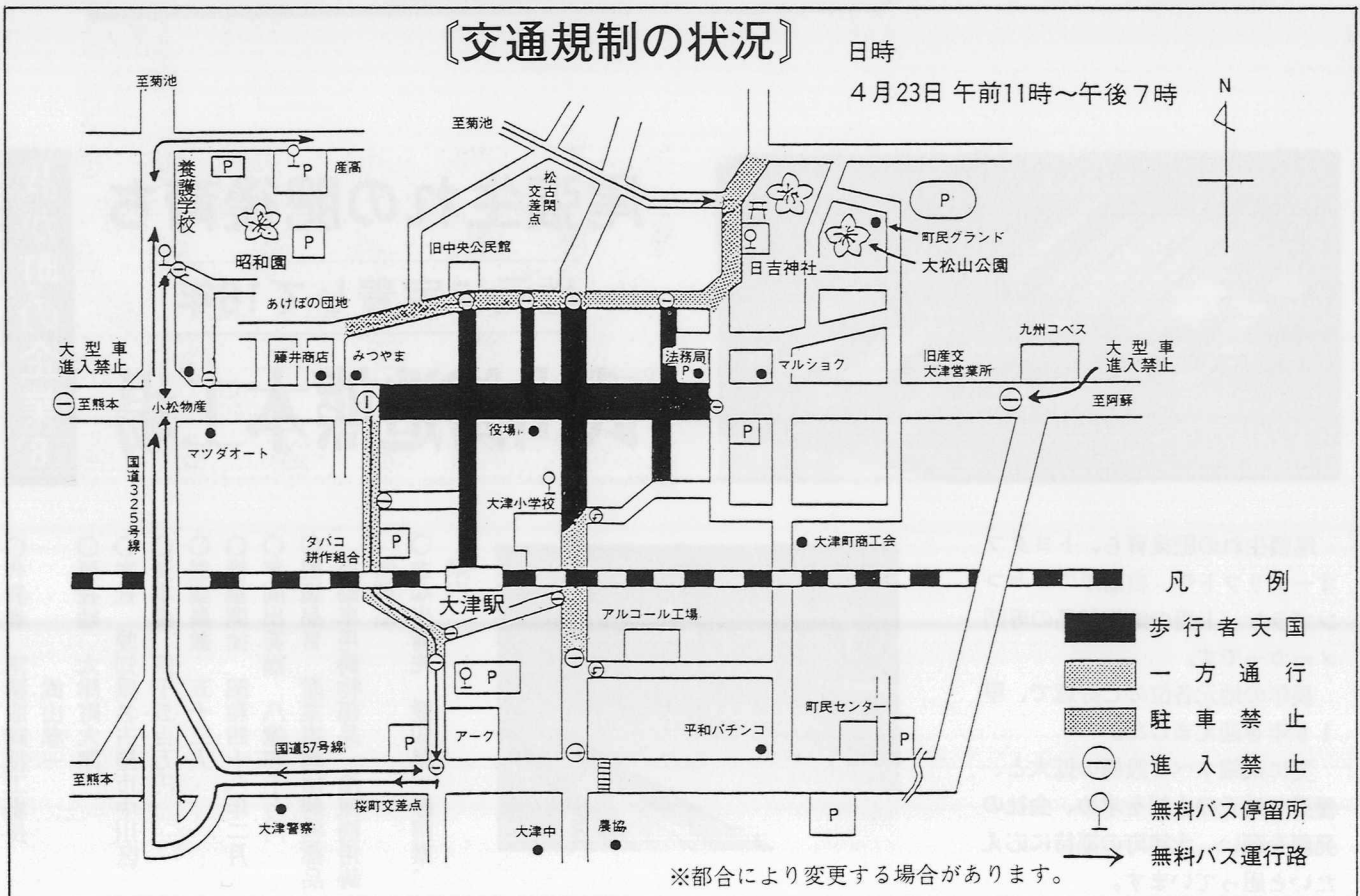 〔交通規制の状況〕
日時
4月23日 午前11時～午後7時
N
至菊池
至菊池
養護学校
P
P
産高
松古閑
交差点
P
昭和園
旧中央公民館
日吉神社
P
町民グランド
大松山公園
あけぼの団地
大型車
進入禁止
藤井商店
みつやま
法務局
P
マルショク
旧産交
大津営業所
九州コベス
大型車
進入禁止
至熊本
小松物産
至阿蘇
マツダオート
役場
P
国道325号線
大津小学校
タバコ
耕作組合
P
大津町商工会
大津駅
アルコール工場
P
町民センター
P
国道57号線
P
アーク
平和パチンコ
至熊本
桜町交差点
大津警察
大津中
農協
P
凡例
歩行者天国
一方通行
駐車禁止
進入禁止
無料バス停留所
無料バス運行路
※都合により変更する場合があります。